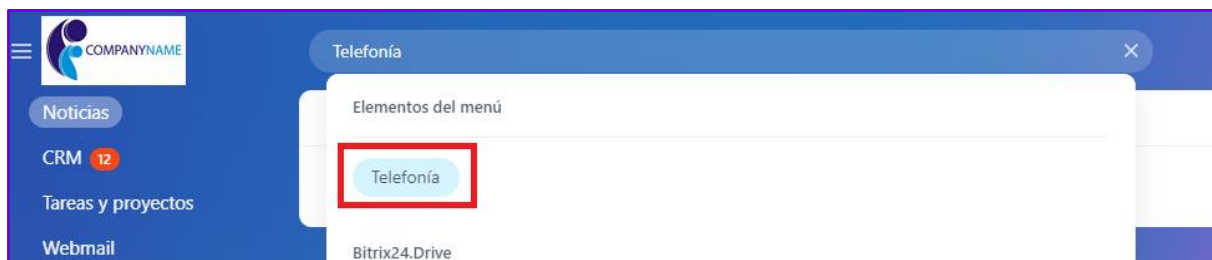 COMPANYNAME
Telefonía
Noticias
Elementos del menú
CRM 12
Telefonía
Tareas y proyectos
Webmail
Bitrix24.Drive